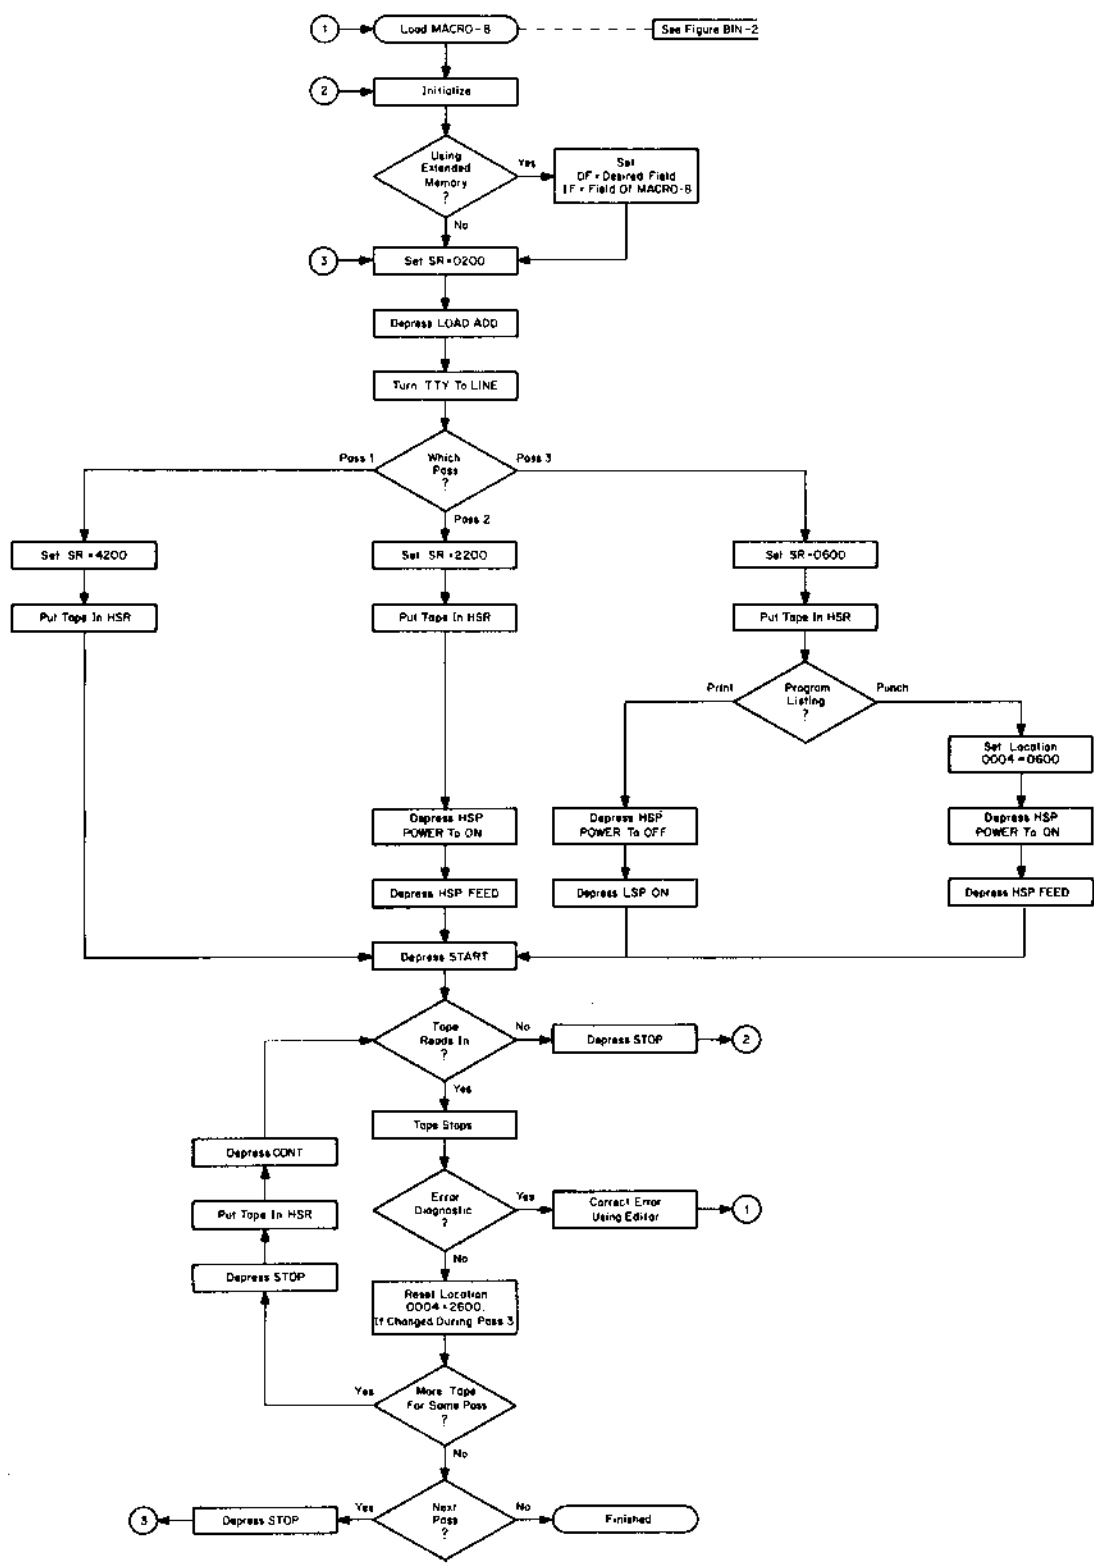 1
Load MACRO-8
See Figure BIN-2
2
Initialize
Using
Extended
Memory
?
Yes
Set
DF = Desired Field
IF = Field Of MACRO-8
No
3
Set SR=0200
Depress LOAD ADD
Turn TTY To LINE
Pass 1
Which
Pass
?
Pass 3
Pass 2
Set SR=4200
Set SR=2200
Set SR=0600
Put Tape In HSR
Put Tape In HSR
Put Tape In HSR
Print
Program
Listing
?
Punch
Set Location
0004=0600
Depress HSP
POWER To ON
Depress HSP
POWER To OFF
Depress HSP
POWER To ON
Depress HSP FEED
Depress LSP ON
Depress HSP FEED
Depress START
Tape
Reads In
?
No
Depress STOP
2
Yes
Tape Stops
Depress CONT
Error
Diagnostic
?
Yes
Correct Error
Using Editor
1
Put Tape In HSR
No
Depress STOP
Reset Location
0004=2600,
If Changed During Pass 3
Yes
More Tape
For Same Pass
?
No
3
Depress STOP
Yes
Next
Pass
?
No
Finished